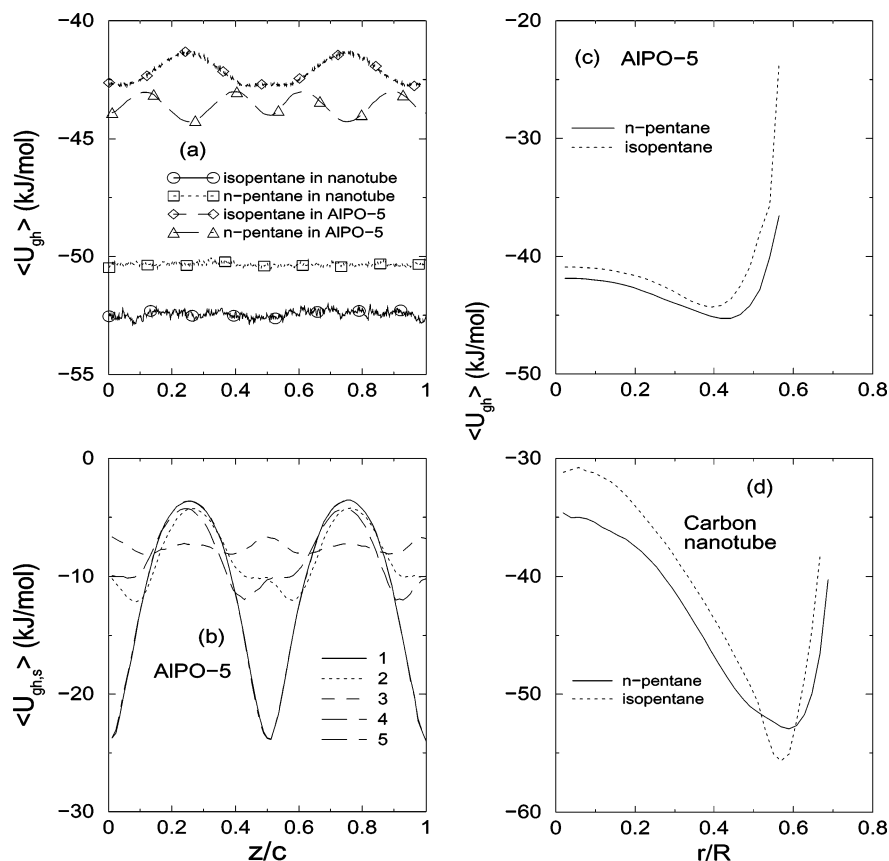 −40
−45
−50
−55
<U_gh> (kJ/mol)
(a)
isopentane in nanotube
n−pentane in nanotube
isopentane in AlPO−5
n−pentane in AlPO−5
0 0.2 0.4 0.6 0.8 1
0
−10
−20
−30
<U_gh,s> (kJ/mol)
(b)
AlPO−5
1
2
3
4
5
0 0.2 0.4 0.6 0.8 1
z/c
−20
−30
−40
−50
<U_gh> (kJ/mol)
(c) AlPO−5
n−pentane
isopentane
0 0.2 0.4 0.6 0.8
−30
−40
−50
−60
(d)
Carbon
nanotube
n−pentane
isopentane
0 0.2 0.4 0.6 0.8
r/R